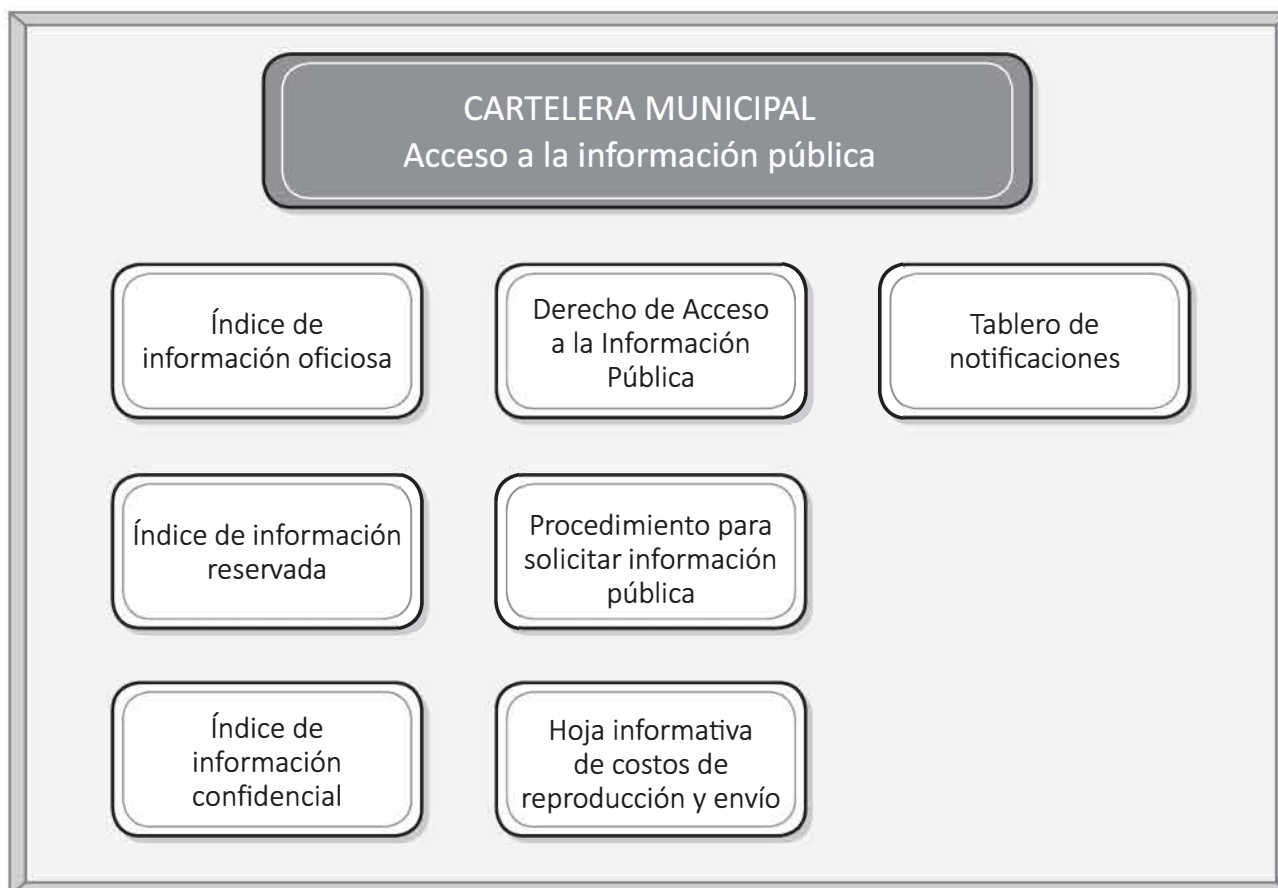 CARTELERA MUNICIPAL
Acceso a la información pública
Índice de
información oficiosa
Derecho de Acceso
a la Información
Pública
Tablero de
notificaciones
Índice de información
reservada
Procedimiento para
solicitar información
pública
Índice de
información
confidencial
Hoja informativa
de costos de
reproducción y envío